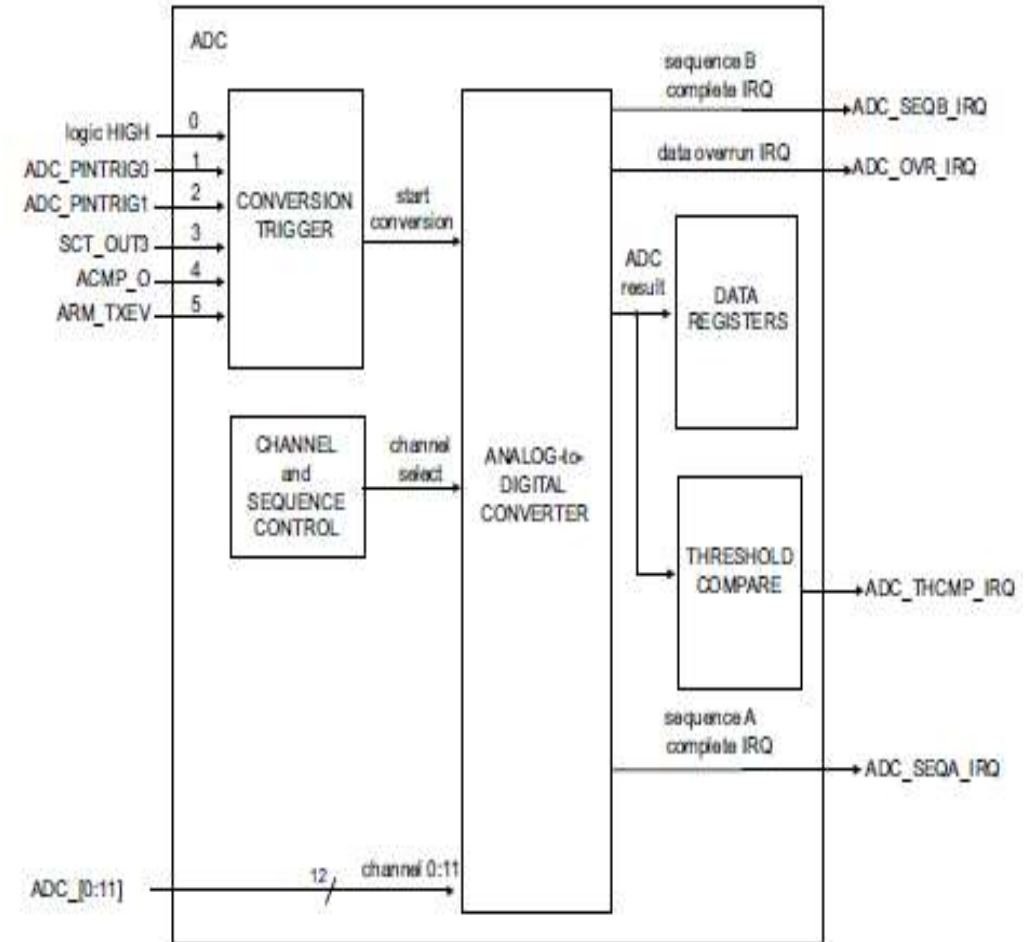 ADC
sequence B
complete IRQ
ADC_SEQB_IRQ
logic HIGH
0
data overrun IRQ
ADC_OVR_IRQ
ADC_PINTRIG0
1
ADC_PINTRIG1
2
CONVERSION
TRIGGER
start
conversion
SCT_OUT3
3
ACMP_O
4
ARM_TXEV
5
ADC
result
DATA
REGISTERS
CHANNEL
and
SEQUENCE
CONTROL
channel
select
ANALOG-to-
DIGITAL
CONVERTER
THRESHOLD
COMPARE
ADC_THCMP_IRQ
sequence A
complete IRQ
ADC_SEQA_IRQ
ADC_[0:11]
12
channel 0:11